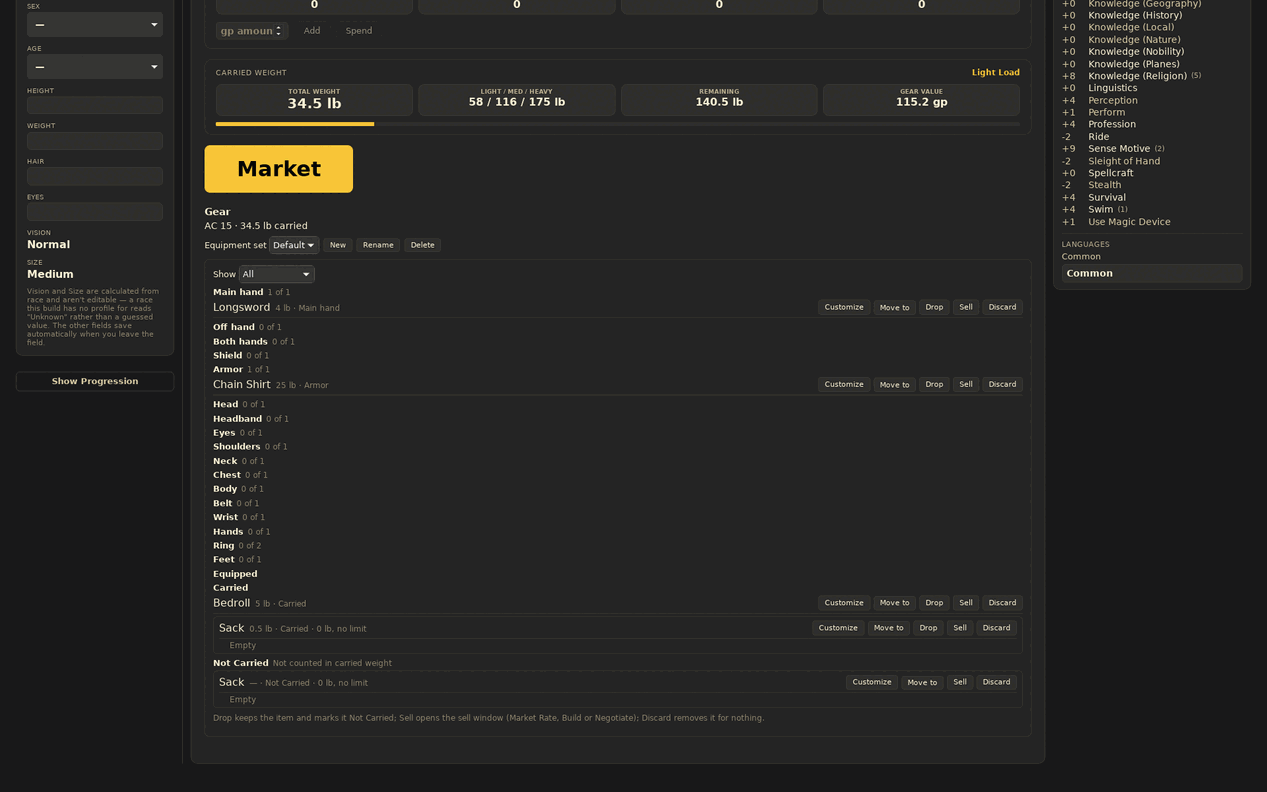 SEX
—
AGE
—
HEIGHT
WEIGHT
HAIR
EYES
VISION
Normal
SIZE
Medium
Vision and Size are calculated from
race and aren't editable — a race
this build has no profile for reads
"Unknown" rather than a guessed
value. The other fields save
automatically when you leave the
field.
Show Progression
0 0 0 0
gp amoun Add Spend
CARRIED WEIGHT Light Load
TOTAL WEIGHT
34.5 lb
LIGHT / MED / HEAVY
58 / 116 / 175 lb
REMAINING
140.5 lb
GEAR VALUE
115.2 gp
Market
Gear
AC 15 · 34.5 lb carried
Equipment set Default New Rename Delete
Show All
Main hand 1 of 1
Longsword 4 lb · Main hand Customize Move to Drop Sell Discard
Off hand 0 of 1
Both hands 0 of 1
Shield 0 of 1
Armor 1 of 1
Chain Shirt 25 lb · Armor Customize Move to Drop Sell Discard
Head 0 of 1
Headband 0 of 1
Eyes 0 of 1
Shoulders 0 of 1
Neck 0 of 1
Chest 0 of 1
Body 0 of 1
Belt 0 of 1
Wrist 0 of 1
Hands 0 of 1
Ring 0 of 2
Feet 0 of 1
Equipped
Carried
Bedroll 5 lb · Carried Customize Move to Drop Sell Discard
Sack 0.5 lb · Carried · 0 lb, no limit Customize Move to Drop Sell Discard
Empty
Not Carried Not counted in carried weight
Sack — · Not Carried · 0 lb, no limit Customize Move to Sell Discard
Empty
Drop keeps the item and marks it Not Carried; Sell opens the sell window (Market Rate, Build or Negotiate); Discard removes it for nothing.
+0 Knowledge (Geography)
+0 Knowledge (History)
+0 Knowledge (Local)
+0 Knowledge (Nature)
+0 Knowledge (Nobility)
+0 Knowledge (Planes)
+8 Knowledge (Religion) (5)
+0 Linguistics
+4 Perception
+1 Perform
+4 Profession
-2 Ride
+9 Sense Motive (2)
-2 Sleight of Hand
+0 Spellcraft
-2 Stealth
+4 Survival
+4 Swim (1)
+1 Use Magic Device
LANGUAGES
Common
Common